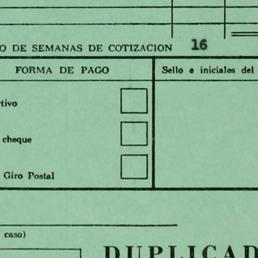 O DE SEMANAS DE COTIZACION 16
FORMA DE PAGO
Sello e iniciales del
tivo
cheque
Giro Postal
caso)
DUPLICAD